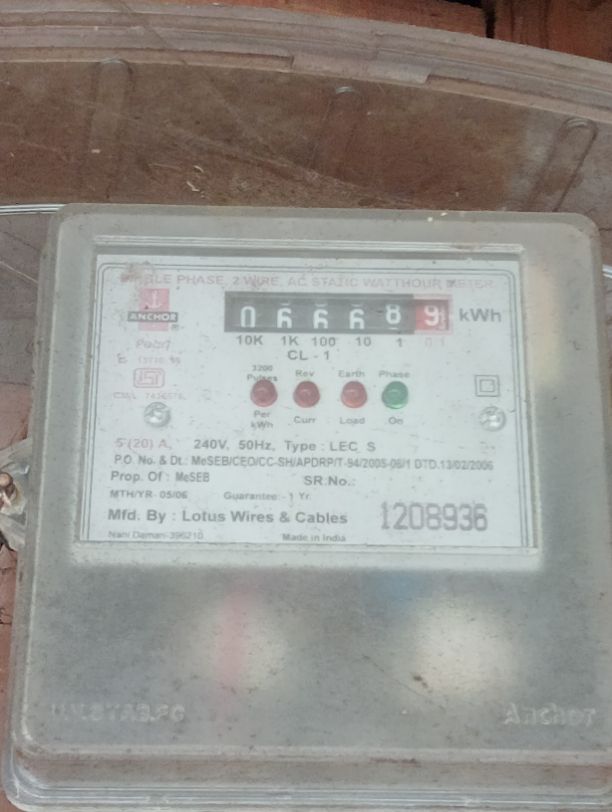 SINGLE PHASE, 2 WIRE, AC STATIC WATTHOUR METER
ANCHOR ®
066689 kWh
10K 1K 100 10 1 0.1
CL - 1
3200 Pulses Rev Earth Phase
Per kWh Curr Load On
5 (20) A, 240V, 50Hz, Type : LEC S
P.O. No. & Dt.: MeSEB/CEO/CC-SH/APDRP/T-94/2005-06/1 DTD.13/02/2006
Prop. Of : MeSEB SR.No.:
MTH/YR- 05/06 Guarantee:- 1 Yr.
Mfd. By : Lotus Wires & Cables 1208936
Nani Daman-396210 Made in India
Anchor